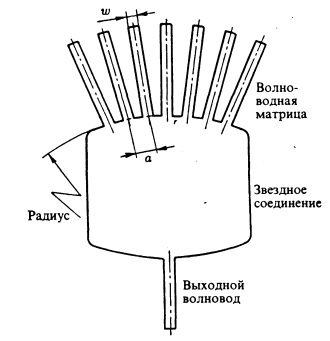 w
Волно-
водная
матрица
a
Звездное
соединение
Радиус
Выходной
волновод